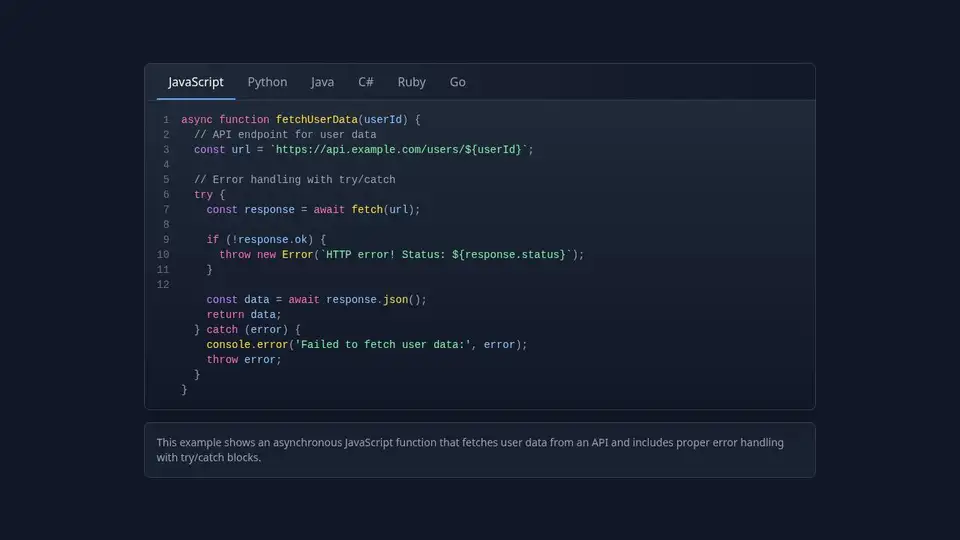 JavaScript Python Java C# Ruby Go
1 async function fetchUserData(userId) {
2   // API endpoint for user data
3   const url = `https://api.example.com/users/${userId}`;
4
5   // Error handling with try/catch
6   try {
7     const response = await fetch(url);
8
9     if (!response.ok) {
10       throw new Error(`HTTP error! Status: ${response.status}`);
11     }
12
    const data = await response.json();
    return data;
  } catch (error) {
    console.error('Failed to fetch user data:', error);
    throw error;
  }
}
This example shows an asynchronous JavaScript function that fetches user data from an API and includes proper error handling
with try/catch blocks.